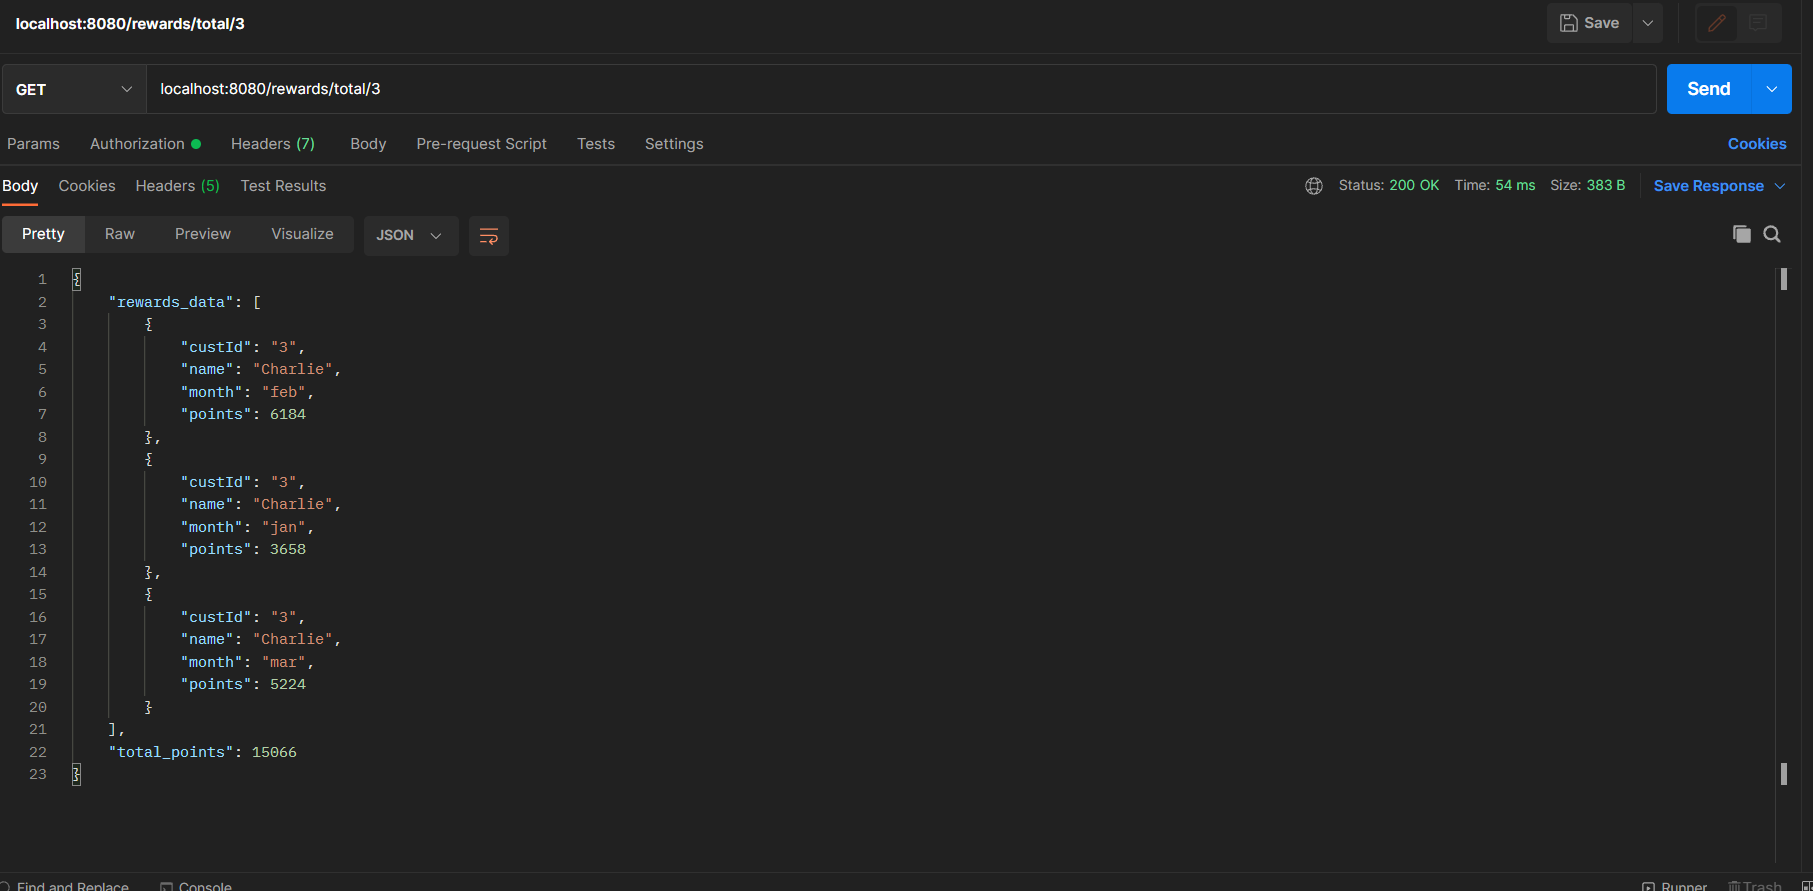 localhost:8080/rewards/total/3
Save
GET localhost:8080/rewards/total/3 Send
Params Authorization Headers (7) Body Pre-request Script Tests Settings Cookies
Body Cookies Headers (5) Test Results Status: 200 OK Time: 54 ms Size: 383 B Save Response
Pretty Raw Preview Visualize JSON
1 {
2 "rewards_data": [
3 {
4 "custId": "3",
5 "name": "Charlie",
6 "month": "feb",
7 "points": 6184
8 },
9 {
10 "custId": "3",
11 "name": "Charlie",
12 "month": "jan",
13 "points": 3658
14 },
15 {
16 "custId": "3",
17 "name": "Charlie",
18 "month": "mar",
19 "points": 5224
20 }
21 ],
22 "total_points": 15066
23 }
Find and Replace Console Runner Trash